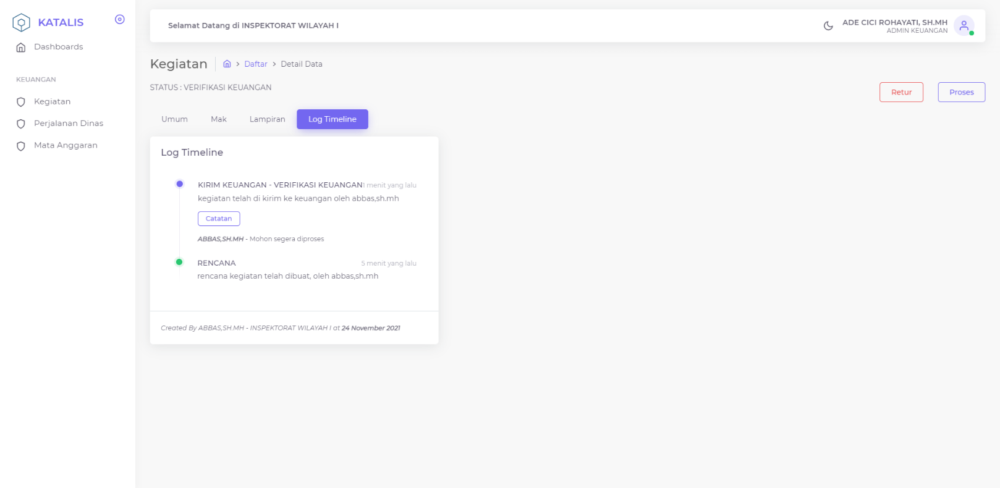 KATALIS
Dashboards
KEUANGAN
Kegiatan
Perjalanan Dinas
Mata Anggaran
Selamat Datang di INSPEKTORAT WILAYAH I
ADE CICI ROHAYATI, SH.MH
ADMIN KEUANGAN
Kegiatan
Daftar > Detail Data
STATUS : VERIFIKASI KEUANGAN
Retur
Proses
Umum Mak Lampiran Log Timeline
Log Timeline
KIRIM KEUANGAN - VERIFIKASI KEUANGAN 1 menit yang lalu
kegiatan telah di kirim ke keuangan oleh abbas,sh.mh
Catatan
ABBAS,SH.MH - Mohon segera diproses
RENCANA 5 menit yang lalu
rencana kegiatan telah dibuat, oleh abbas,sh.mh
Created By ABBAS,SH.MH - INSPEKTORAT WILAYAH I at 24 November 2021